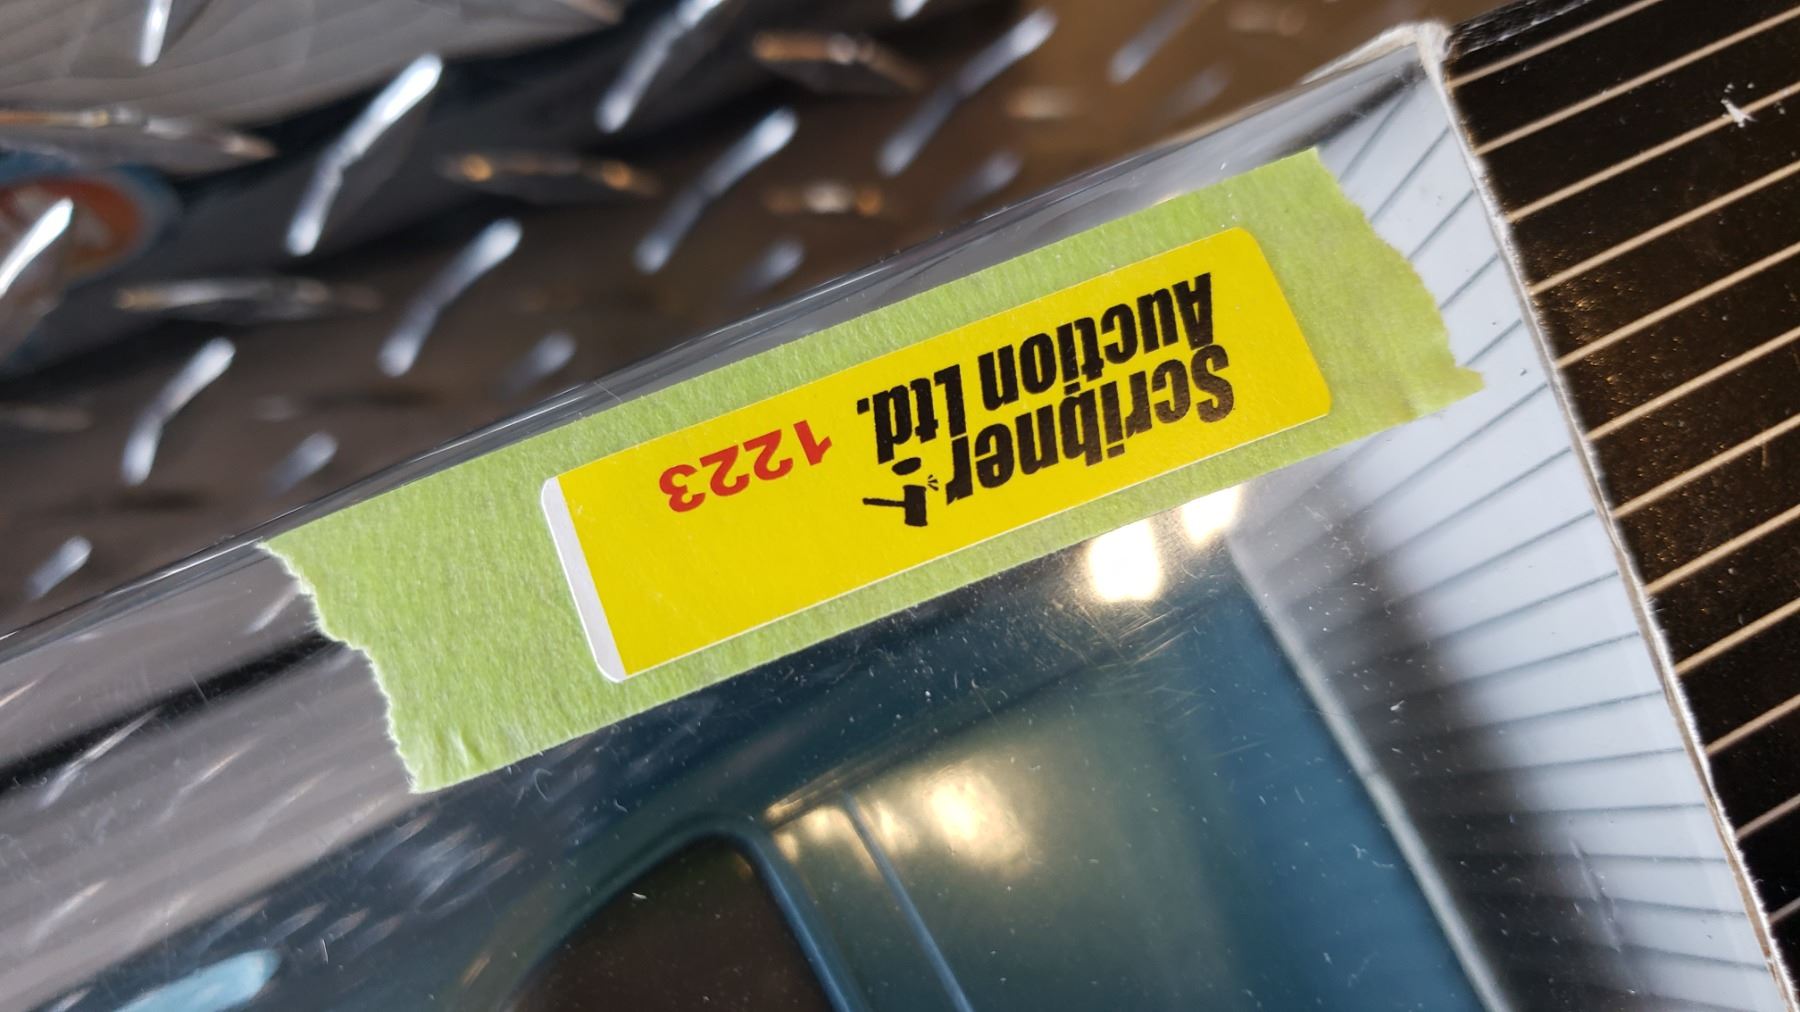 Scribner
Auction Ltd.
1223